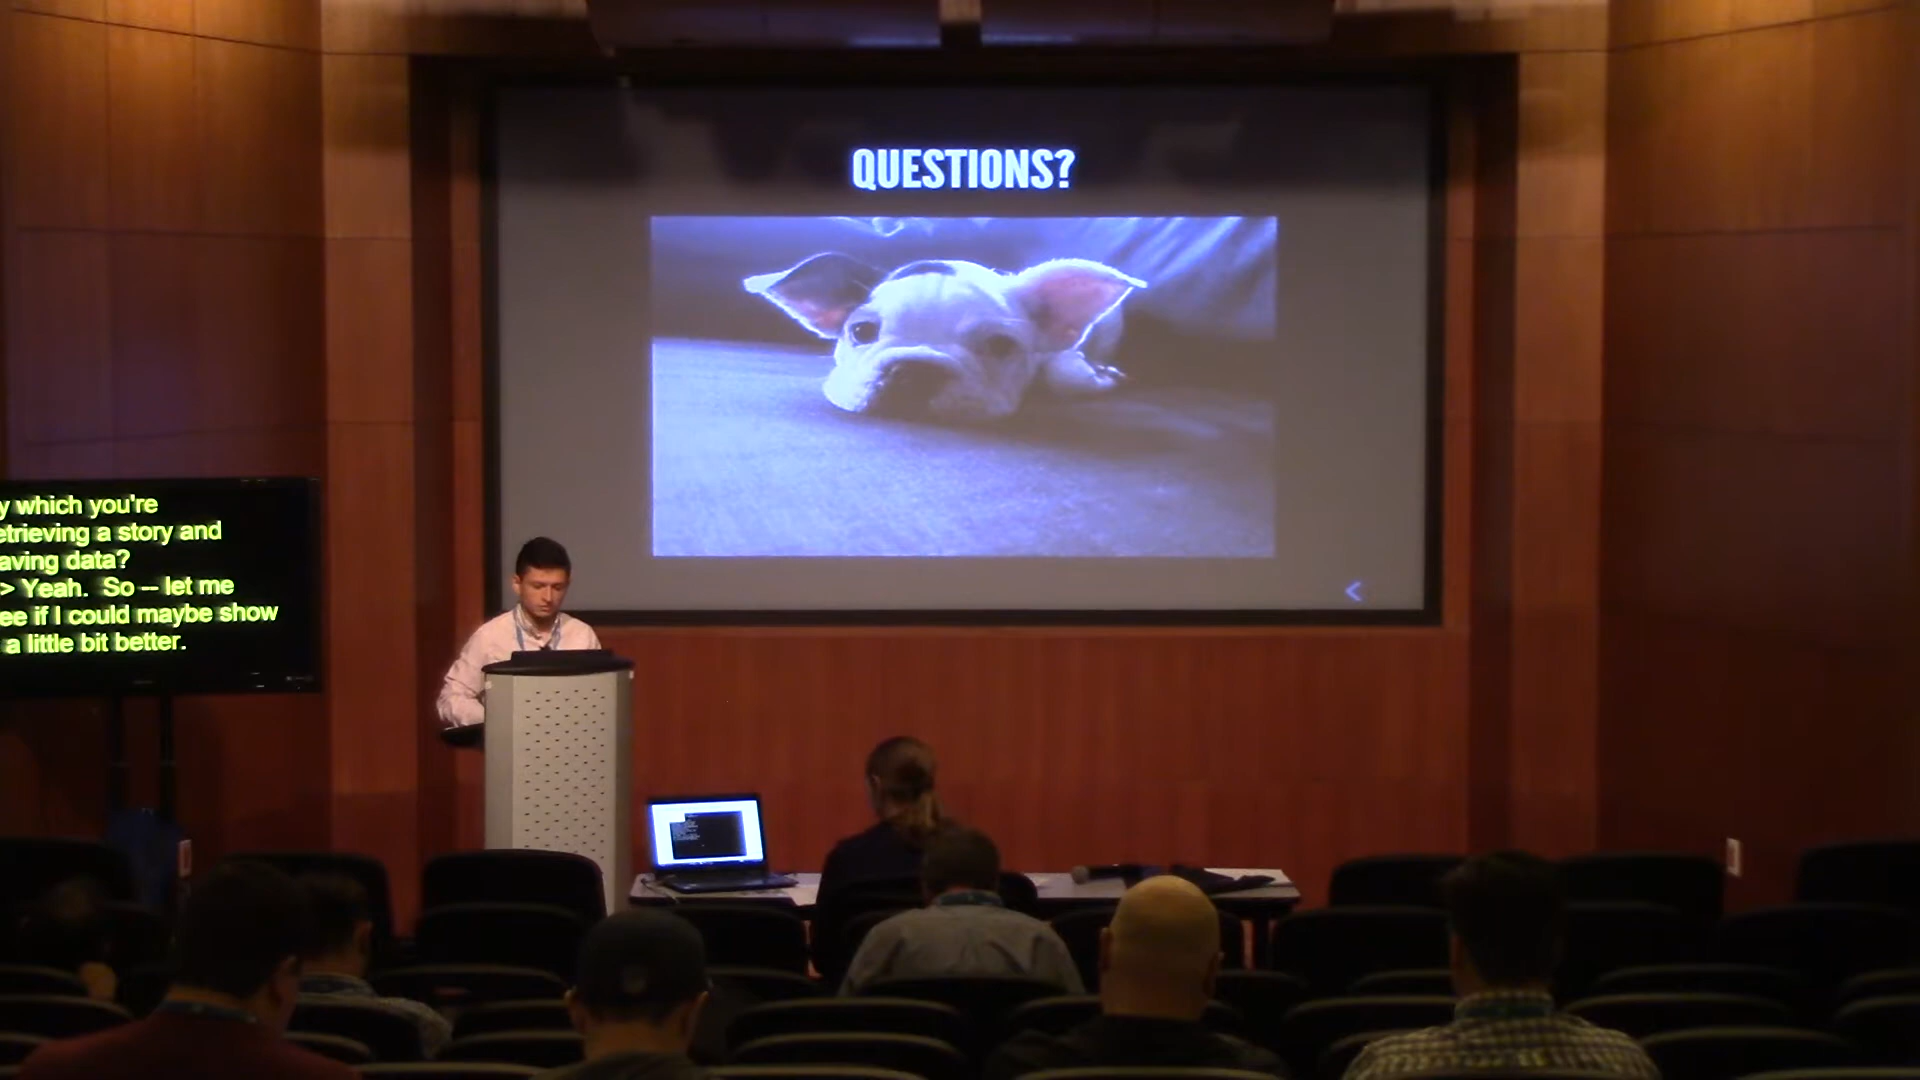 QUESTIONS?
y which you're
etrieving a story and
aving data?
> Yeah. So -- let me
ee if I could maybe show
a little bit better.